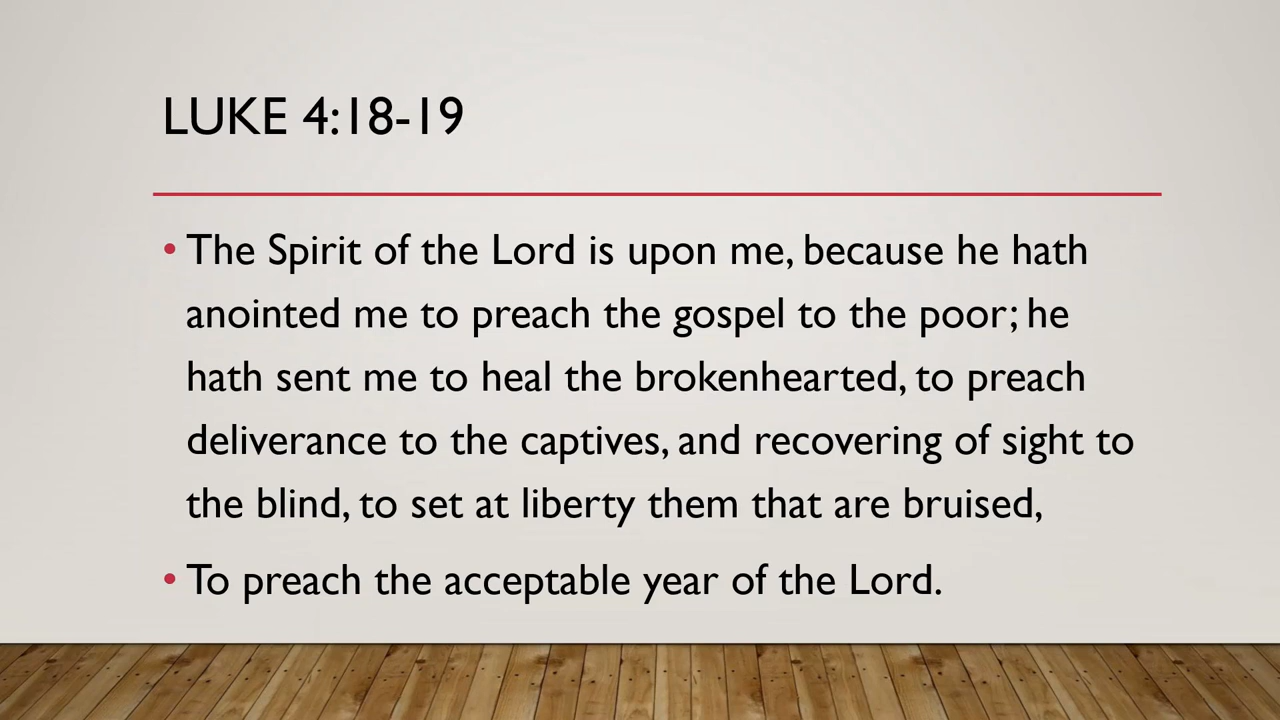 LUKE 4:18-19
• The Spirit of the Lord is upon me, because he hath
anointed me to preach the gospel to the poor; he
hath sent me to heal the brokenhearted, to preach
deliverance to the captives, and recovering of sight to
the blind, to set at liberty them that are bruised,
• To preach the acceptable year of the Lord.